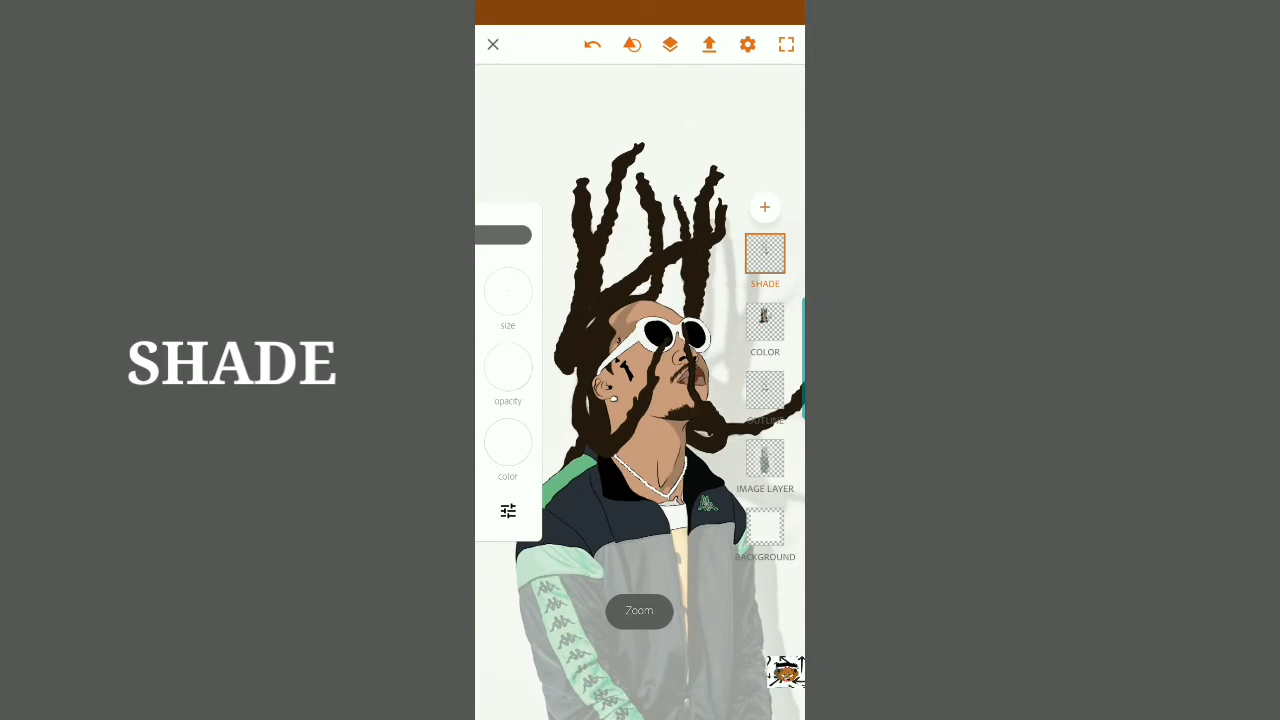 SHADE
size
opacity
color
SHADE
COLOR
OUTLINE
IMAGE LAYER
BACKGROUND
Zoom